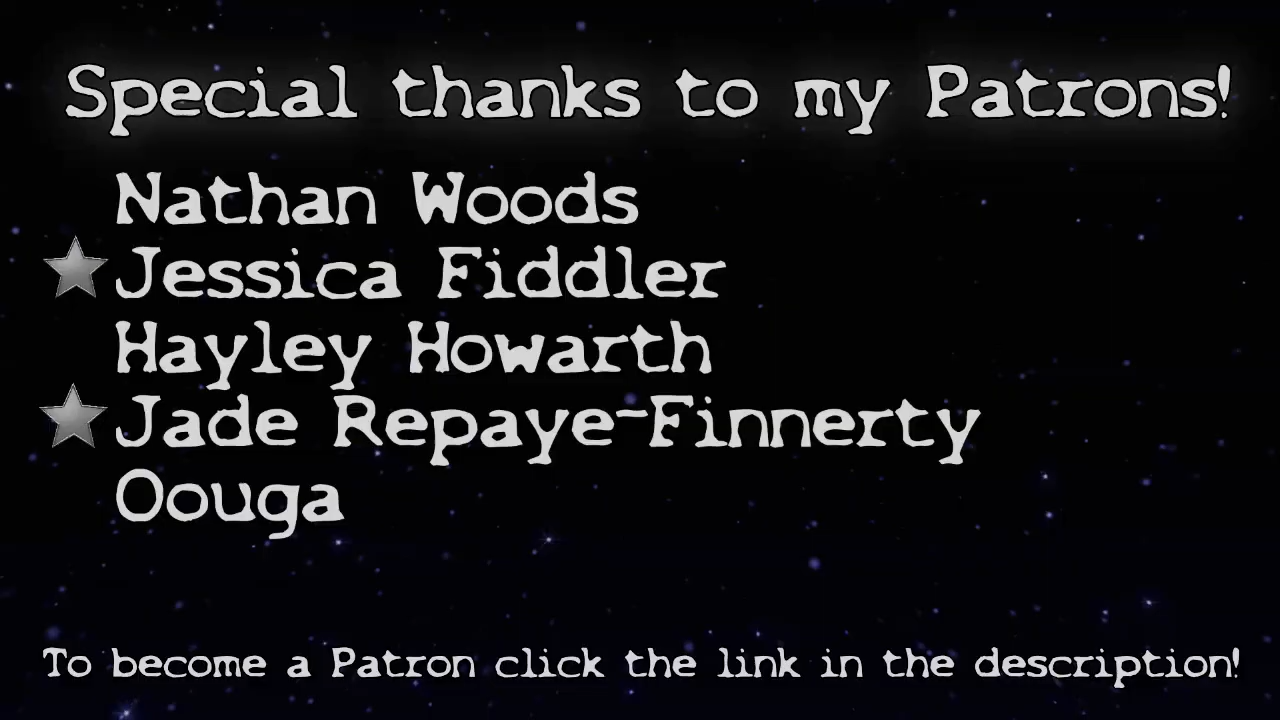 Special thanks to my Patrons!
Nathan Woods
Jessica Fiddler
Hayley Howarth
Jade Repaye-Finnerty
Oouga
To become a Patron click the link in the description!